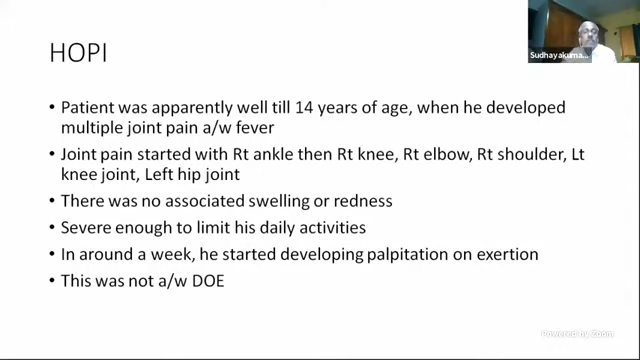 Sudhayakuma...
HOPI
• Patient was apparently well till 14 years of age, when he developed
multiple joint pain a/w fever
• Joint pain started with Rt ankle then Rt knee, Rt elbow, Rt shoulder, Lt
knee joint, Left hip joint
• There was no associated swelling or redness
• Severe enough to limit his daily activities
• In around a week, he started developing palpitation on exertion
• This was not a/w DOE
Powered by Zoom